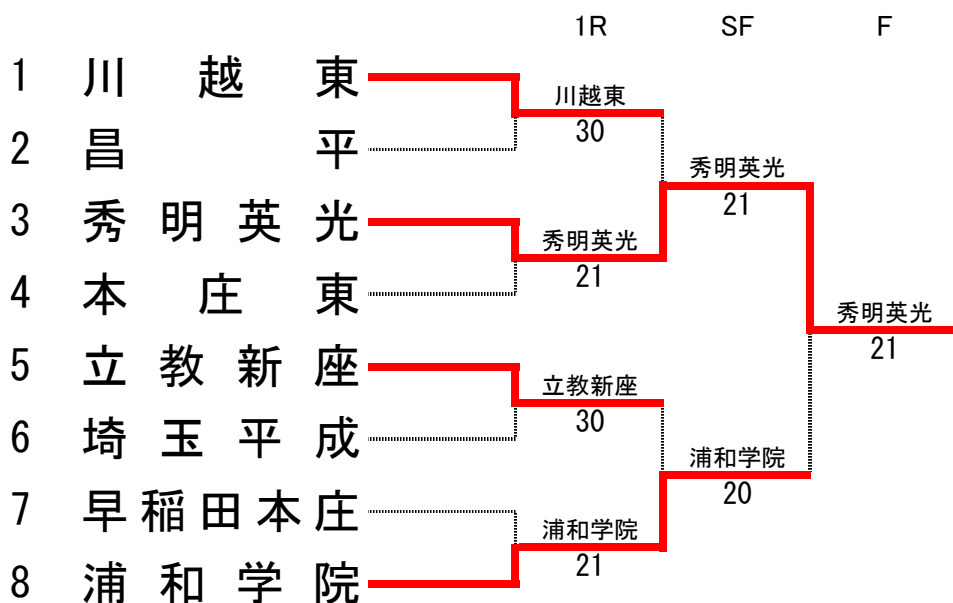 1R SF F
1 川越東
川越東
30
2 昌平
秀明英光
21
3 秀明英光
秀明英光
21
4 本庄東
秀明英光
21
5 立教新座
立教新座
30
6 埼玉平成
浦和学院
20
7 早稲田本庄
浦和学院
21
8 浦和学院